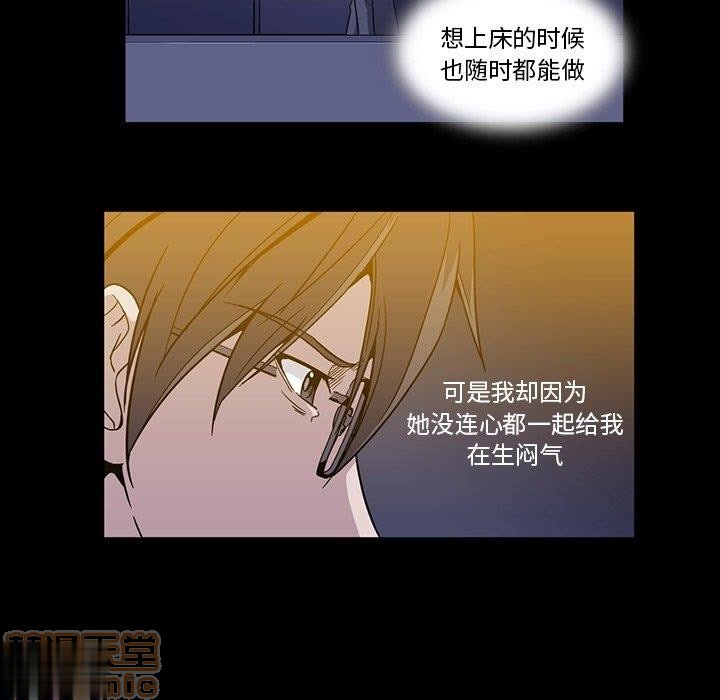 想上床的时候
也随时都能做
可是我却因为
她没连心都一起给我
在生闷气